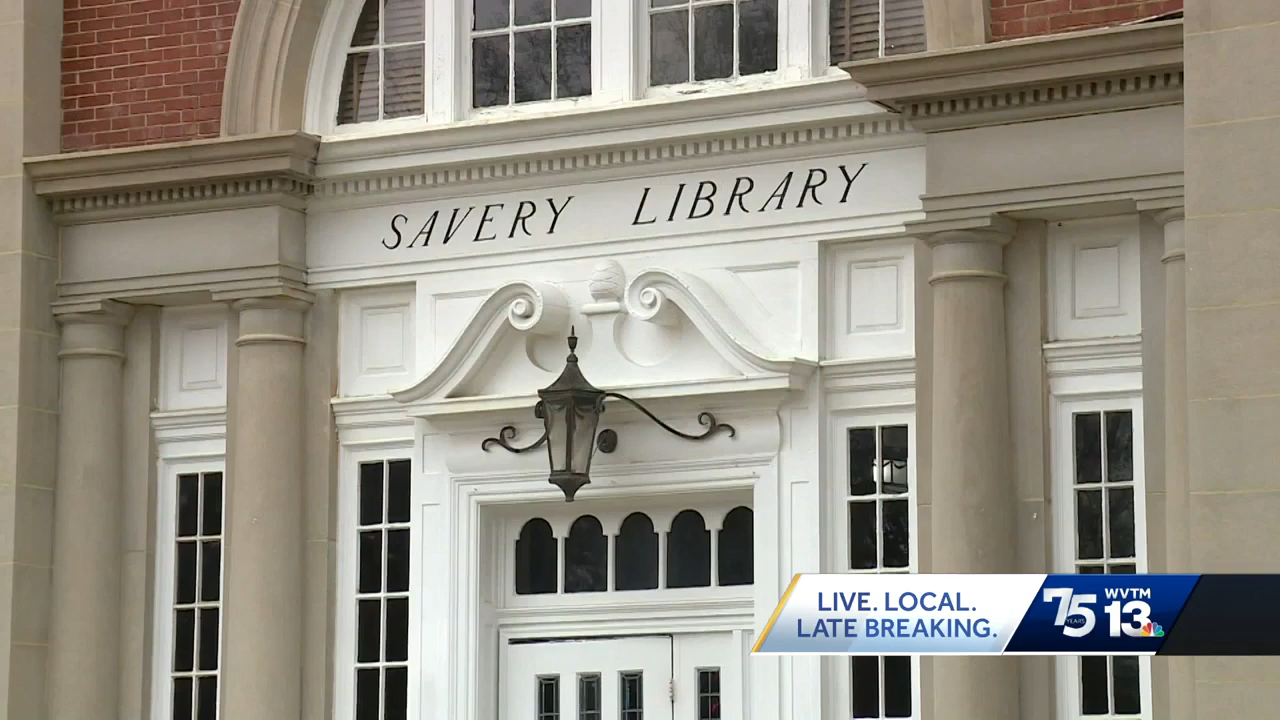 SAVERY LIBRARY
LIVE. LOCAL.
LATE BREAKING.
75
YEARS
WVTM
13